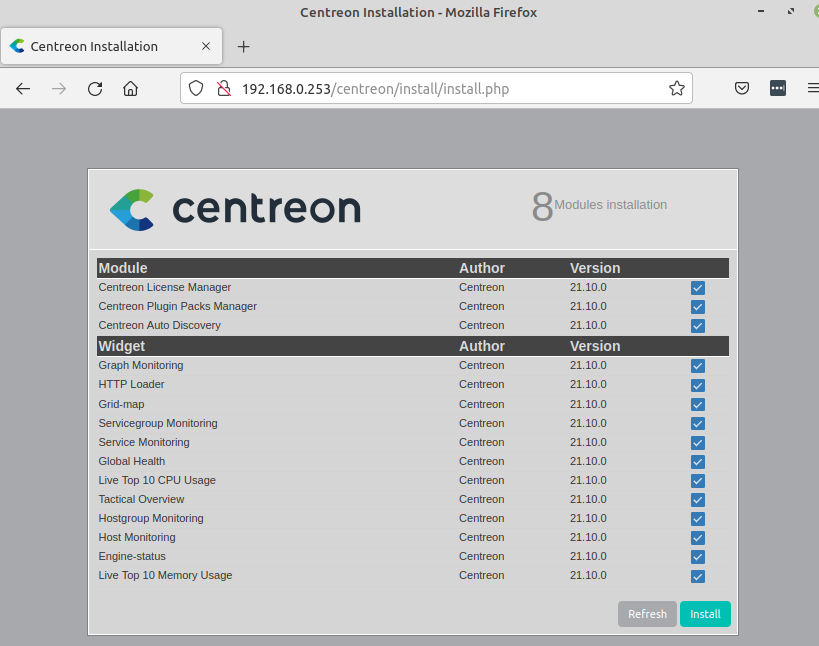 Centreon Installation - Mozilla Firefox
Centreon Installation
192.168.0.253/centreon/install/install.php
centreon
8 Modules installation
Module Author Version
Centreon License Manager Centreon 21.10.0
Centreon Plugin Packs Manager Centreon 21.10.0
Centreon Auto Discovery Centreon 21.10.0
Widget Author Version
Graph Monitoring Centreon 21.10.0
HTTP Loader Centreon 21.10.0
Grid-map Centreon 21.10.0
Servicegroup Monitoring Centreon 21.10.0
Service Monitoring Centreon 21.10.0
Global Health Centreon 21.10.0
Live Top 10 CPU Usage Centreon 21.10.0
Tactical Overview Centreon 21.10.0
Hostgroup Monitoring Centreon 21.10.0
Host Monitoring Centreon 21.10.0
Engine-status Centreon 21.10.0
Live Top 10 Memory Usage Centreon 21.10.0
Refresh Install